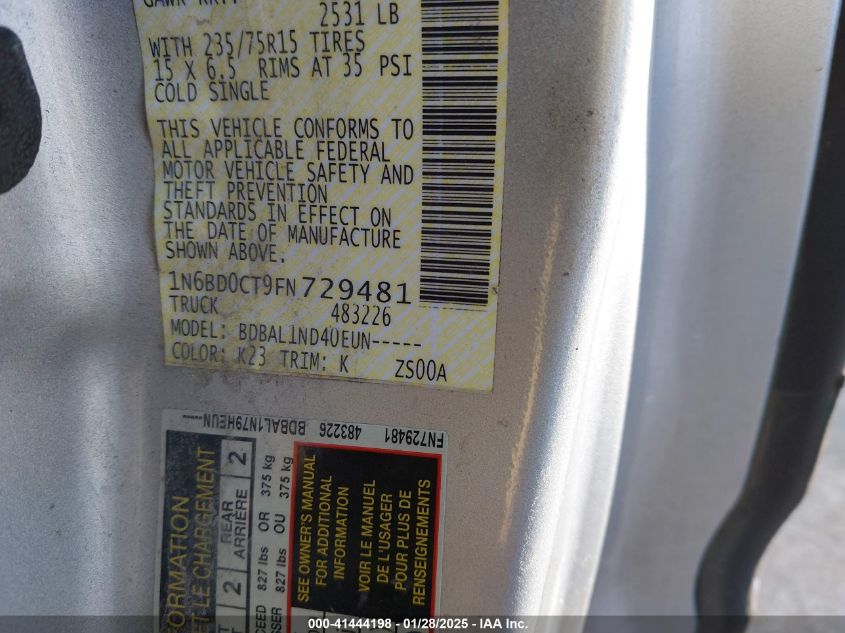 2531 LB
WITH 235/75R15 TIRES
15 X 6.5 RIMS AT 35 PSI
COLD SINGLE
THIS VEHICLE CONFORMS TO
ALL APPLICABLE FEDERAL
MOTOR VEHICLE SAFETY AND
THEFT PREVENTION
STANDARDS IN EFFECT ON
THE DATE OF MANUFACTURE
SHOWN ABOVE.
1N6BD0CT9FN729481
TRUCK 483226
MODEL: BDBAL1ND40EUN-----
COLOR: K23 TRIM: K ZS00A
FN729481 483226 BDBAL1N79HEUN----
ET LE CHARGEMENT
2 REAR ARRIÈRE 2
827 lbs OR 375 kg
827 lbs OU 375 kg
SEE OWNER'S MANUAL
FOR ADDITIONAL
INFORMATION
VOIR LE MANUEL
DE L'USAGER
POUR PLUS DE
RENSEIGNEMENTS
000-41444198 - 01/28/2025 - IAA Inc.